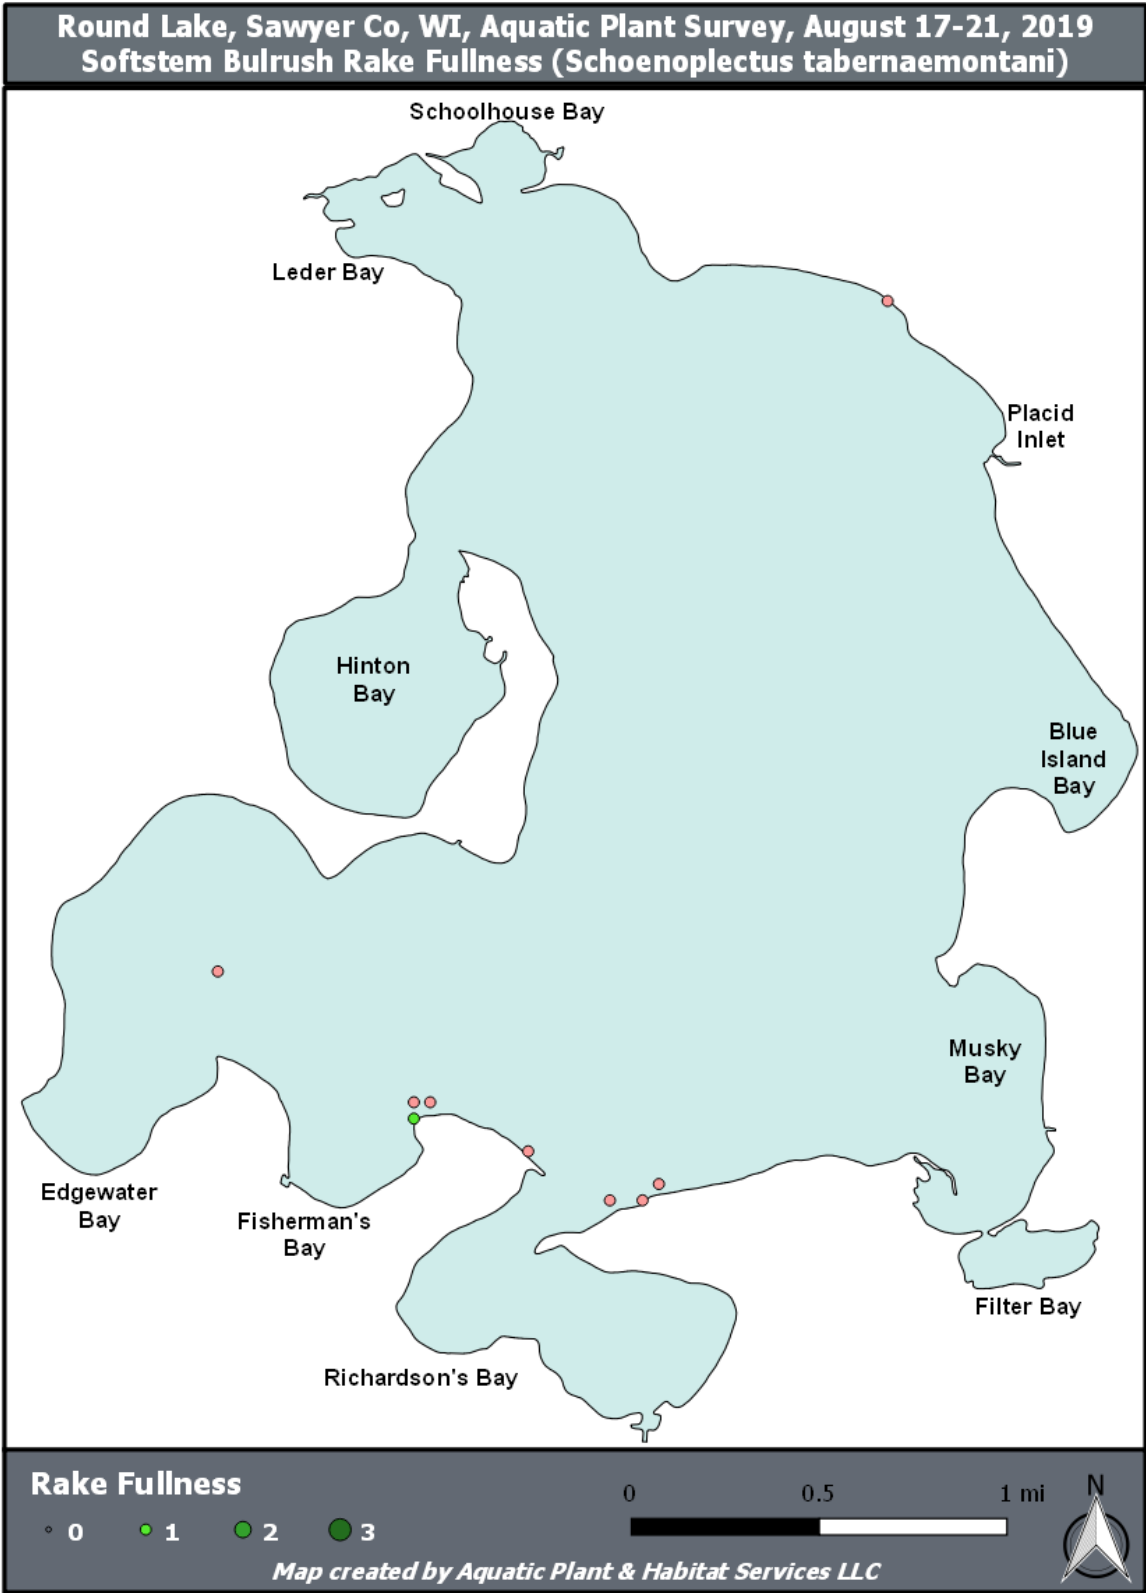 Round Lake, Sawyer Co, WI, Aquatic Plant Survey, August 17-21, 2019
Softstem Bulrush Rake Fullness (Schoenoplectus tabernaemontani)
Schoolhouse Bay
Leder Bay
Placid
Inlet
Hinton
Bay
Blue
Island
Bay
Musky
Bay
Edgewater
Bay
Fisherman's
Bay
Filter Bay
Richardson's Bay
Rake Fullness
0 1 2 3
0 0.5 1 mi
N
Map created by Aquatic Plant & Habitat Services LLC